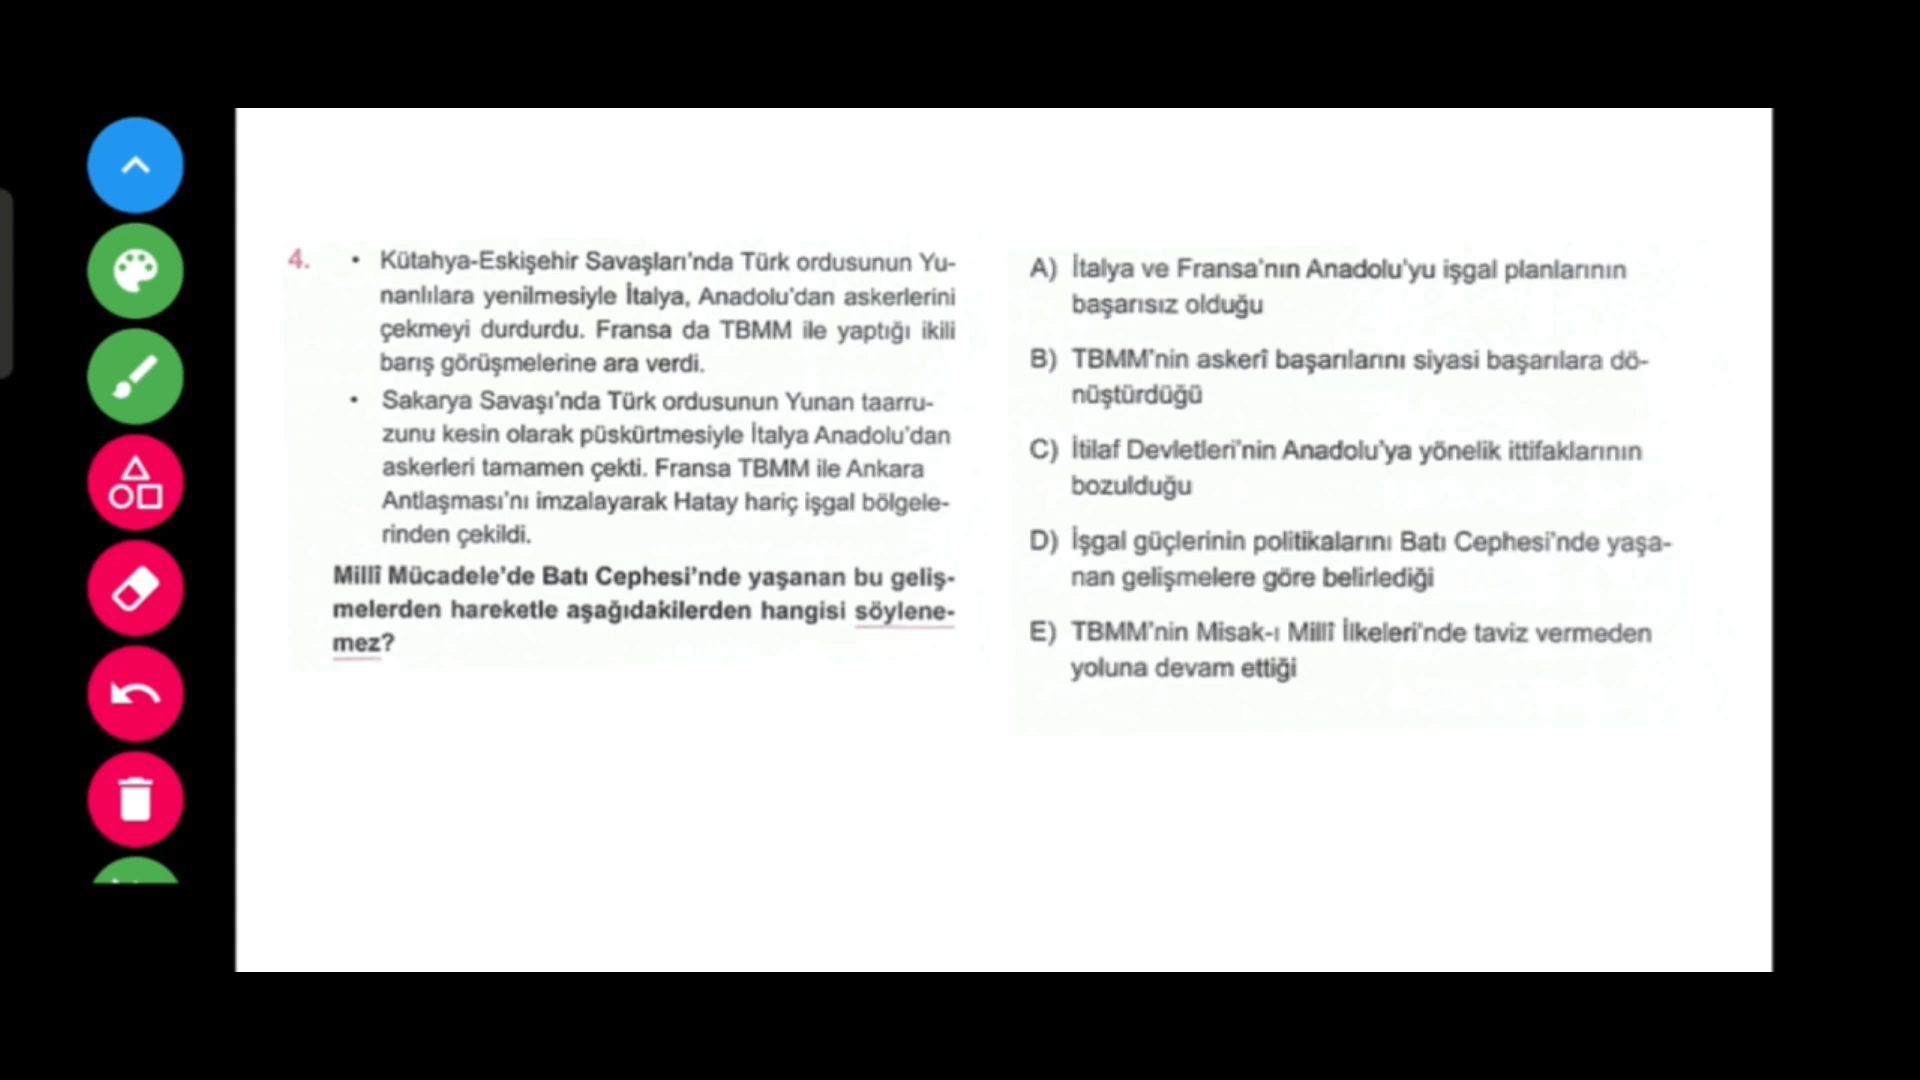 4. • Kütahya-Eskişehir Savaşları'nda Türk ordusunun Yu-
nanlılara yenilmesiyle İtalya, Anadolu'dan askerlerini
çekmeyi durdurdu. Fransa da TBMM ile yaptığı ikili
barış görüşmelerine ara verdi.
• Sakarya Savaşı'nda Türk ordusunun Yunan taarru-
zunu kesin olarak püskürtmesiyle İtalya Anadolu'dan
askerleri tamamen çekti. Fransa TBMM ile Ankara
Antlaşması'nı imzalayarak Hatay hariç işgal bölgele-
rinden çekildi.
Millî Mücadele'de Batı Cephesi'nde yaşanan bu geliş-
melerden hareketle aşağıdakilerden hangisi söylene-
mez?
A) İtalya ve Fransa'nın Anadolu'yu işgal planlarının
başarısız olduğu
B) TBMM'nin askerî başarılarını siyasi başarılara dö-
nüştürdüğü
C) İtilaf Devletleri'nin Anadolu'ya yönelik ittifaklarının
bozulduğu
D) İşgal güçlerinin politikalarını Batı Cephesi'nde yaşa-
nan gelişmelere göre belirlediği
E) TBMM'nin Misak-ı Millî İlkeleri'nde taviz vermeden
yoluna devam ettiği